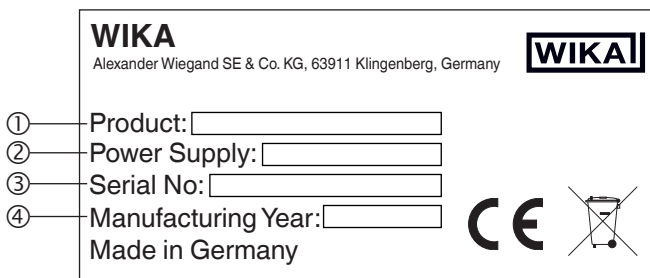 WIKA
Alexander Wiegand SE & Co. KG, 63911 Klingenberg, Germany
WIKA
① Product:
② Power Supply:
③ Serial No:
④ Manufacturing Year:
Made in Germany
CE